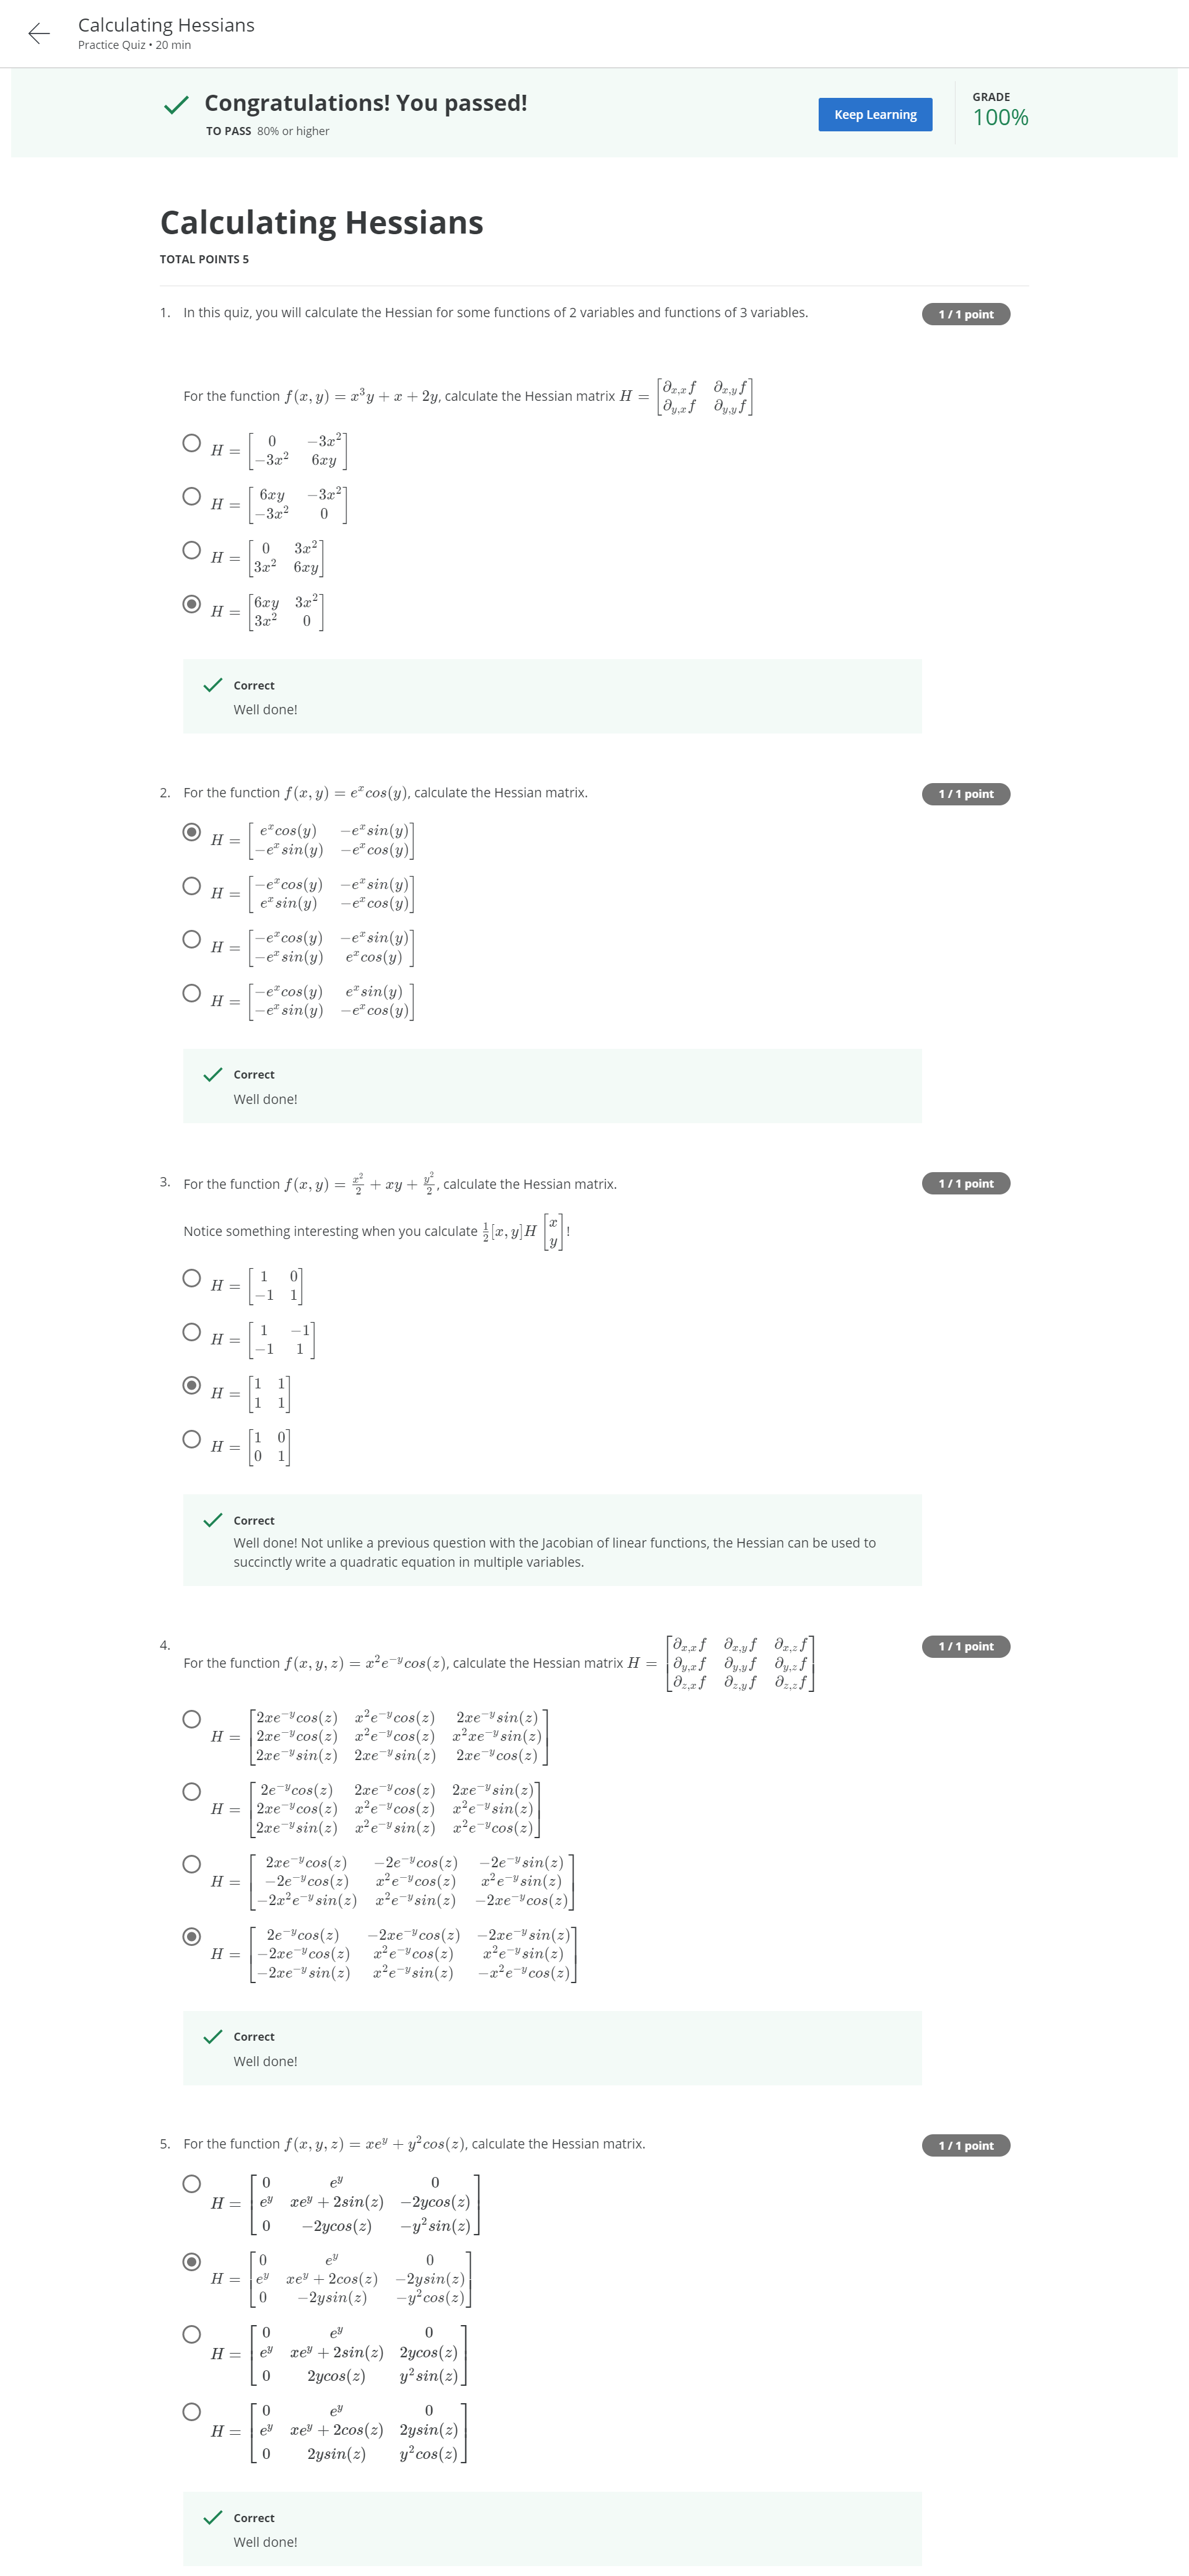 Calculating Hessians
Practice Quiz • 20 min
Congratulations! You passed!
TO PASS 80% or higher
Keep Learning
GRADE
100%
Calculating Hessians
TOTAL POINTS 5
1. In this quiz, you will calculate the Hessian for some functions of 2 variables and functions of 3 variables.
1 / 1 point
For the function $f(x, y) = x^3y + x + 2y$, calculate the Hessian matrix $H = \begin{bmatrix} \partial_{x,x}f & \partial_{x,y}f \\ \partial_{y,x}f & \partial_{y,y}f \end{bmatrix}$
$H = \begin{bmatrix} 0 & -3x^2 \\ -3x^2 & 6xy \end{bmatrix}$
$H = \begin{bmatrix} 6xy & -3x^2 \\ -3x^2 & 0 \end{bmatrix}$
$H = \begin{bmatrix} 0 & 3x^2 \\ 3x^2 & 6xy \end{bmatrix}$
$H = \begin{bmatrix} 6xy & 3x^2 \\ 3x^2 & 0 \end{bmatrix}$
Correct
Well done!
2. For the function $f(x, y) = e^x cos(y)$, calculate the Hessian matrix.
1 / 1 point
$H = \begin{bmatrix} e^x cos(y) & -e^x sin(y) \\ -e^x sin(y) & -e^x cos(y) \end{bmatrix}$
$H = \begin{bmatrix} -e^x cos(y) & -e^x sin(y) \\ e^x sin(y) & -e^x cos(y) \end{bmatrix}$
$H = \begin{bmatrix} -e^x cos(y) & -e^x sin(y) \\ -e^x sin(y) & e^x cos(y) \end{bmatrix}$
$H = \begin{bmatrix} -e^x cos(y) & e^x sin(y) \\ -e^x sin(y) & -e^x cos(y) \end{bmatrix}$
Correct
Well done!
3. For the function $f(x, y) = \frac{x^2}{2} + xy + \frac{y^2}{2}$, calculate the Hessian matrix.
1 / 1 point
Notice something interesting when you calculate $\frac{1}{2}[x, y]H \begin{bmatrix} x \\ y \end{bmatrix}$!
$H = \begin{bmatrix} 1 & 0 \\ -1 & 1 \end{bmatrix}$
$H = \begin{bmatrix} 1 & -1 \\ -1 & 1 \end{bmatrix}$
$H = \begin{bmatrix} 1 & 1 \\ 1 & 1 \end{bmatrix}$
$H = \begin{bmatrix} 1 & 0 \\ 0 & 1 \end{bmatrix}$
Correct
Well done! Not unlike a previous question with the Jacobian of linear functions, the Hessian can be used to
succinctly write a quadratic equation in multiple variables.
4. For the function $f(x, y, z) = x^2e^{-y}cos(z)$, calculate the Hessian matrix $H = \begin{bmatrix} \partial_{x,x}f & \partial_{x,y}f & \partial_{x,z}f \\ \partial_{y,x}f & \partial_{y,y}f & \partial_{y,z}f \\ \partial_{z,x}f & \partial_{z,y}f & \partial_{z,z}f \end{bmatrix}$
1 / 1 point
$H = \begin{bmatrix} 2xe^{-y}cos(z) & x^2e^{-y}cos(z) & 2xe^{-y}sin(z) \\ 2xe^{-y}cos(z) & x^2e^{-y}cos(z) & x^2xe^{-y}sin(z) \\ 2xe^{-y}sin(z) & 2xe^{-y}sin(z) & 2xe^{-y}cos(z) \end{bmatrix}$
$H = \begin{bmatrix} 2e^{-y}cos(z) & 2xe^{-y}cos(z) & 2xe^{-y}sin(z) \\ 2xe^{-y}cos(z) & x^2e^{-y}cos(z) & x^2e^{-y}sin(z) \\ 2xe^{-y}sin(z) & x^2e^{-y}sin(z) & x^2e^{-y}cos(z) \end{bmatrix}$
$H = \begin{bmatrix} 2xe^{-y}cos(z) & -2e^{-y}cos(z) & -2e^{-y}sin(z) \\ -2e^{-y}cos(z) & x^2e^{-y}cos(z) & x^2e^{-y}sin(z) \\ -2x^2e^{-y}sin(z) & x^2e^{-y}sin(z) & -2xe^{-y}cos(z) \end{bmatrix}$
$H = \begin{bmatrix} 2e^{-y}cos(z) & -2xe^{-y}cos(z) & -2xe^{-y}sin(z) \\ -2xe^{-y}cos(z) & x^2e^{-y}cos(z) & x^2e^{-y}sin(z) \\ -2xe^{-y}sin(z) & x^2e^{-y}sin(z) & -x^2e^{-y}cos(z) \end{bmatrix}$
Correct
Well done!
5. For the function $f(x, y, z) = xe^y + y^2cos(z)$, calculate the Hessian matrix.
1 / 1 point
$H = \begin{bmatrix} 0 & e^y & 0 \\ e^y & xe^y + 2sin(z) & -2ycos(z) \\ 0 & -2ycos(z) & -y^2sin(z) \end{bmatrix}$
$H = \begin{bmatrix} 0 & e^y & 0 \\ e^y & xe^y + 2cos(z) & -2ysin(z) \\ 0 & -2ysin(z) & -y^2cos(z) \end{bmatrix}$
$H = \begin{bmatrix} 0 & e^y & 0 \\ e^y & xe^y + 2sin(z) & 2ycos(z) \\ 0 & 2ycos(z) & y^2sin(z) \end{bmatrix}$
$H = \begin{bmatrix} 0 & e^y & 0 \\ e^y & xe^y + 2cos(z) & 2ysin(z) \\ 0 & 2ysin(z) & y^2cos(z) \end{bmatrix}$
Correct
Well done!